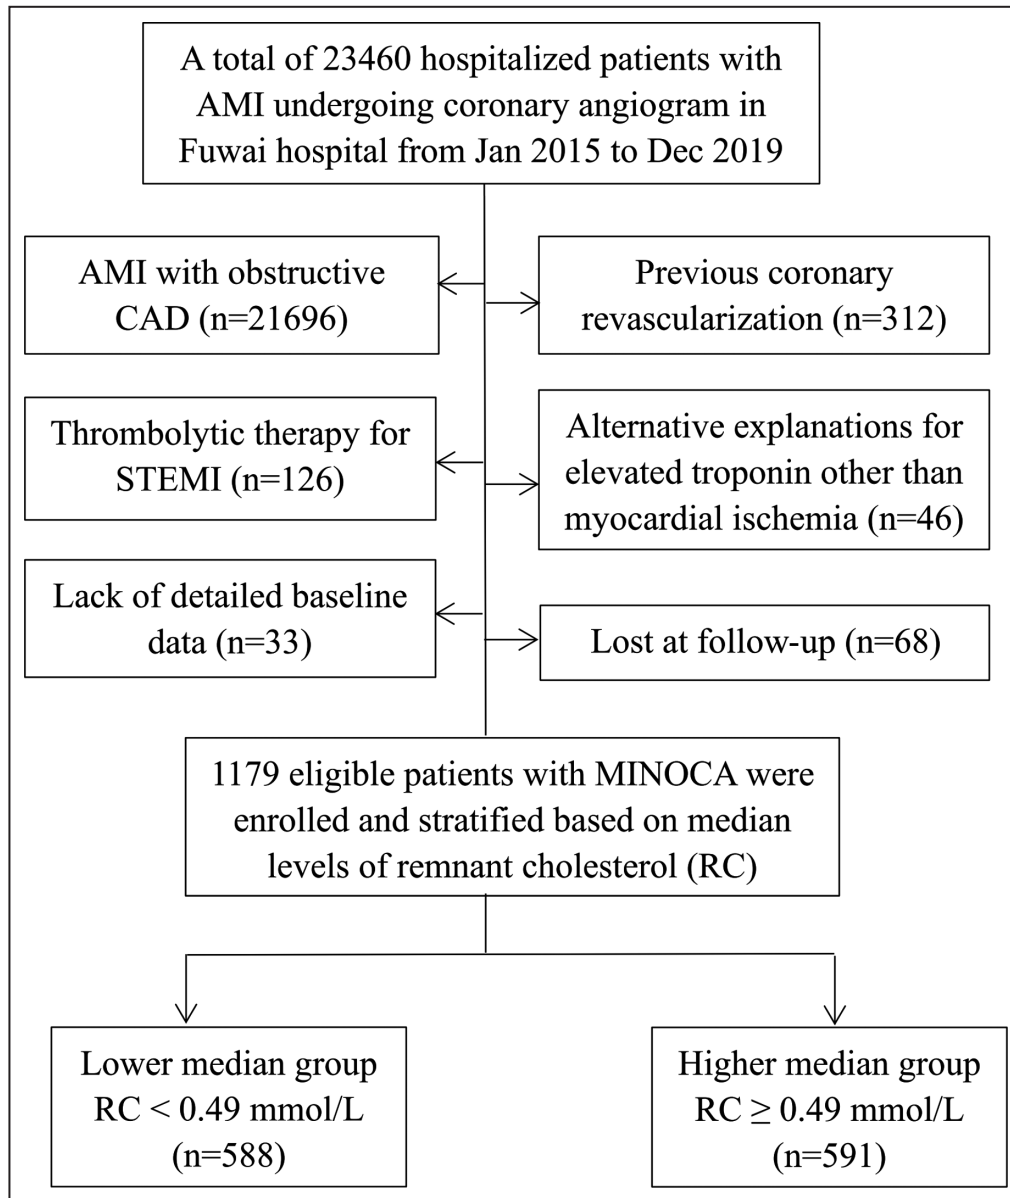 A total of 23460 hospitalized patients with
AMI undergoing coronary angiogram in
Fuwai hospital from Jan 2015 to Dec 2019
AMI with obstructive
CAD (n=21696)
Previous coronary
revascularization (n=312)
Thrombolytic therapy for
STEMI (n=126)
Alternative explanations for
elevated troponin other than
myocardial ischemia (n=46)
Lack of detailed baseline
data (n=33)
Lost at follow-up (n=68)
1179 eligible patients with MINOCA were
enrolled and stratified based on median
levels of remnant cholesterol (RC)
Lower median group
RC < 0.49 mmol/L
(n=588)
Higher median group
RC ≥ 0.49 mmol/L
(n=591)